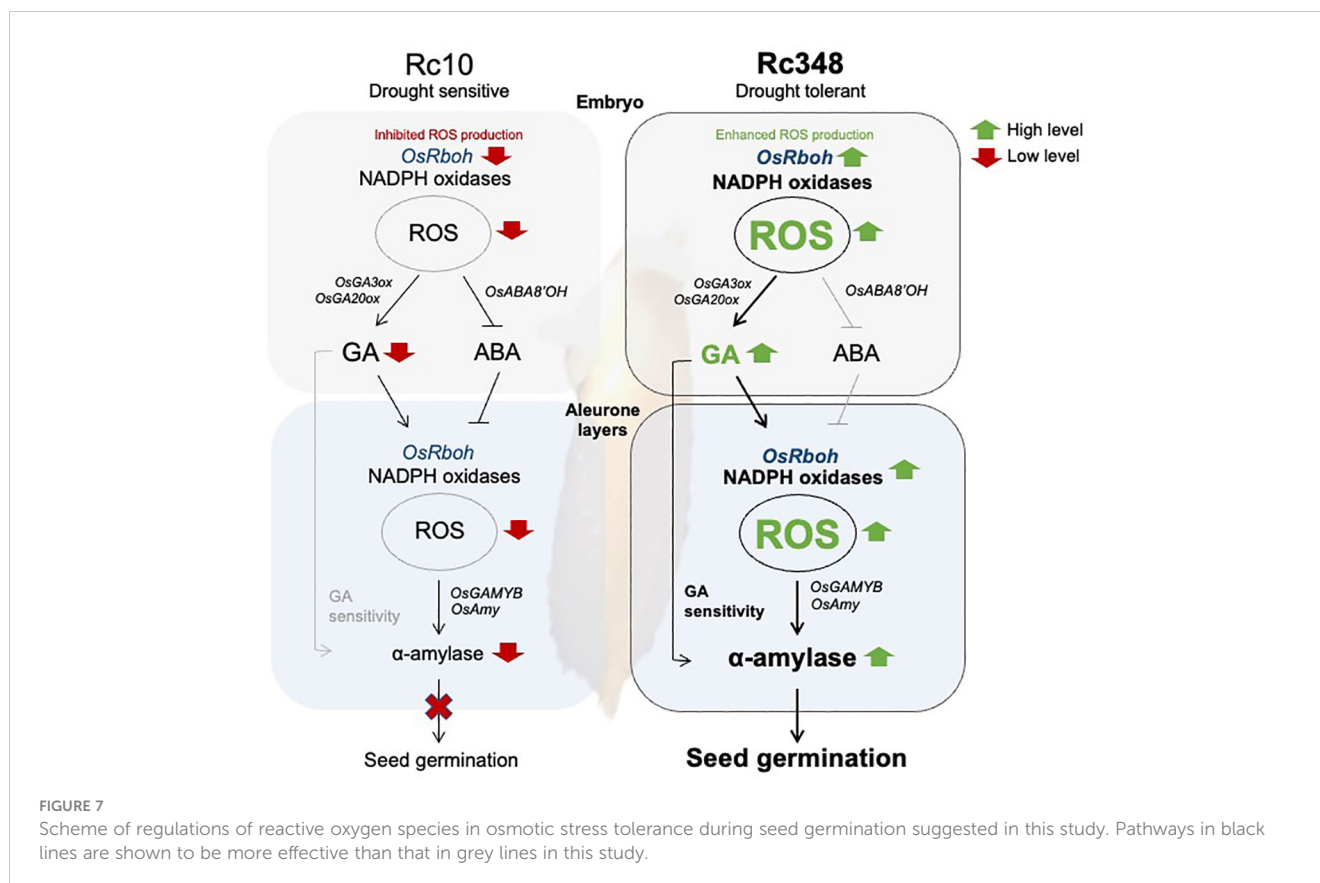 Rc10
Drought sensitive
Embryo
Inhibited ROS production
OsRboh
NADPH oxidases
ROS
OsGA3ox
OsGA20ox
OsABA8'OH
GA
ABA
Aleurone
layers
OsRboh
NADPH oxidases
ROS
GA
sensitivity
OsGAMYB
OsAmy
α-amylase
Seed germination
Rc348
Drought tolerant
Enhanced ROS production
OsRboh
NADPH oxidases
ROS
OsGA3ox
OsGA20ox
OsABA8'OH
GA
ABA
OsRboh
NADPH oxidases
ROS
GA
sensitivity
OsGAMYB
OsAmy
α-amylase
Seed germination
High level
Low level
FIGURE 7
Scheme of regulations of reactive oxygen species in osmotic stress tolerance during seed germination suggested in this study. Pathways in black
lines are shown to be more effective than that in grey lines in this study.